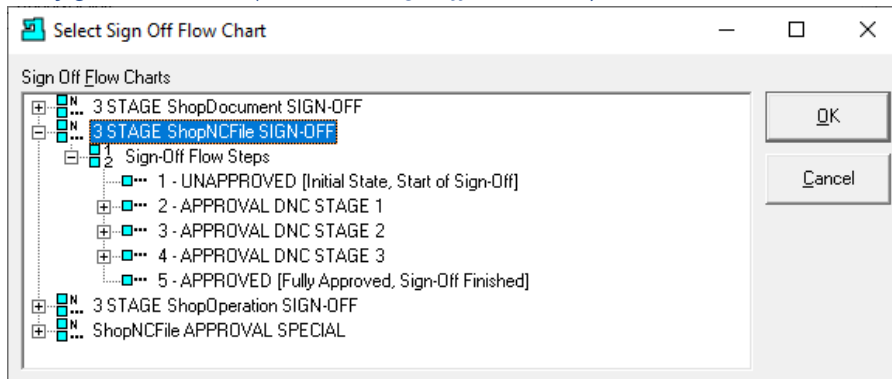 Select Sign Off Flow Chart
Sign Off Flow Charts
3 STAGE ShopDocument SIGN-OFF
3 STAGE ShopNCFile SIGN-OFF
Sign-Off Flow Steps
1 - UNAPPROVED [Initial State, Start of Sign-Off]
2 - APPROVAL DNC STAGE 1
3 - APPROVAL DNC STAGE 2
4 - APPROVAL DNC STAGE 3
5 - APPROVED [Fully Approved, Sign-Off Finished]
3 STAGE ShopOperation SIGN-OFF
ShopNCFile APPROVAL SPECIAL
OK
Cancel